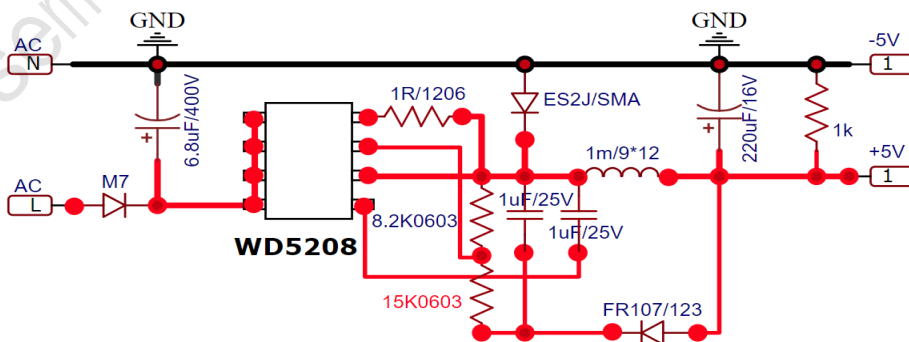 GND
GND
AC
N
-5V
1
6.8uF/400V
1R/1206
ES2J/SMA
220uF/16V
1k
1m/9*12
+5V
1
AC
L
M7
+
+
8.2K0603
1uF/25V
1uF/25V
WD5208
15K0603
FR107/123